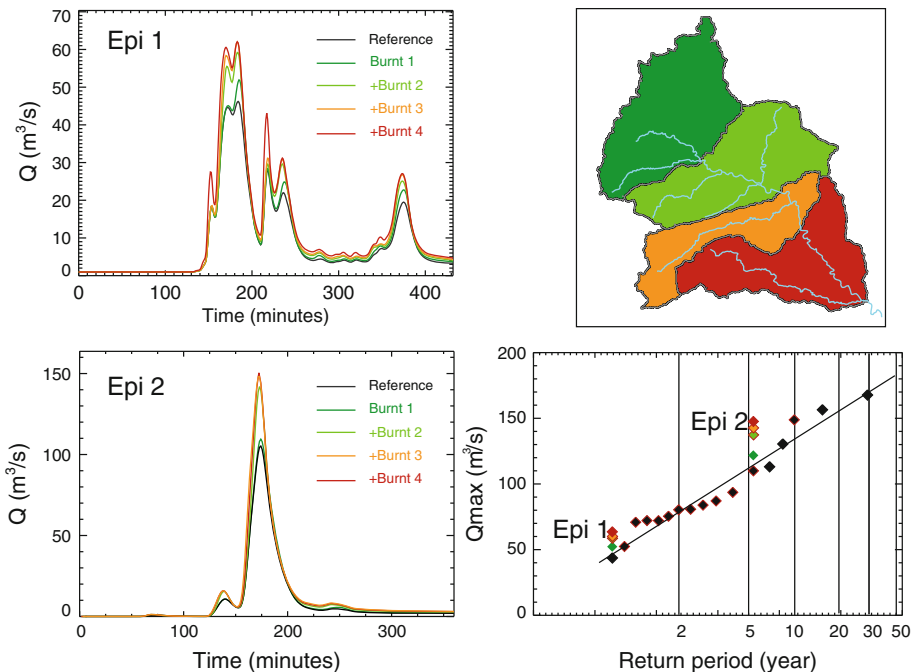 Epi 1
Reference
Burnt 1
+Burnt 2
+Burnt 3
+Burnt 4
Q (m³/s)
70
60
50
40
30
20
10
0
0 100 200 300 400
Time (minutes)
Epi 2
Reference
Burnt 1
+Burnt 2
+Burnt 3
+Burnt 4
Q (m³/s)
150
100
50
0
0 100 200 300
Time (minutes)
Epi 2
Epi 1
Qmax (m³/s)
200
150
100
50
0
2 5 10 20 30 50
Return period (year)